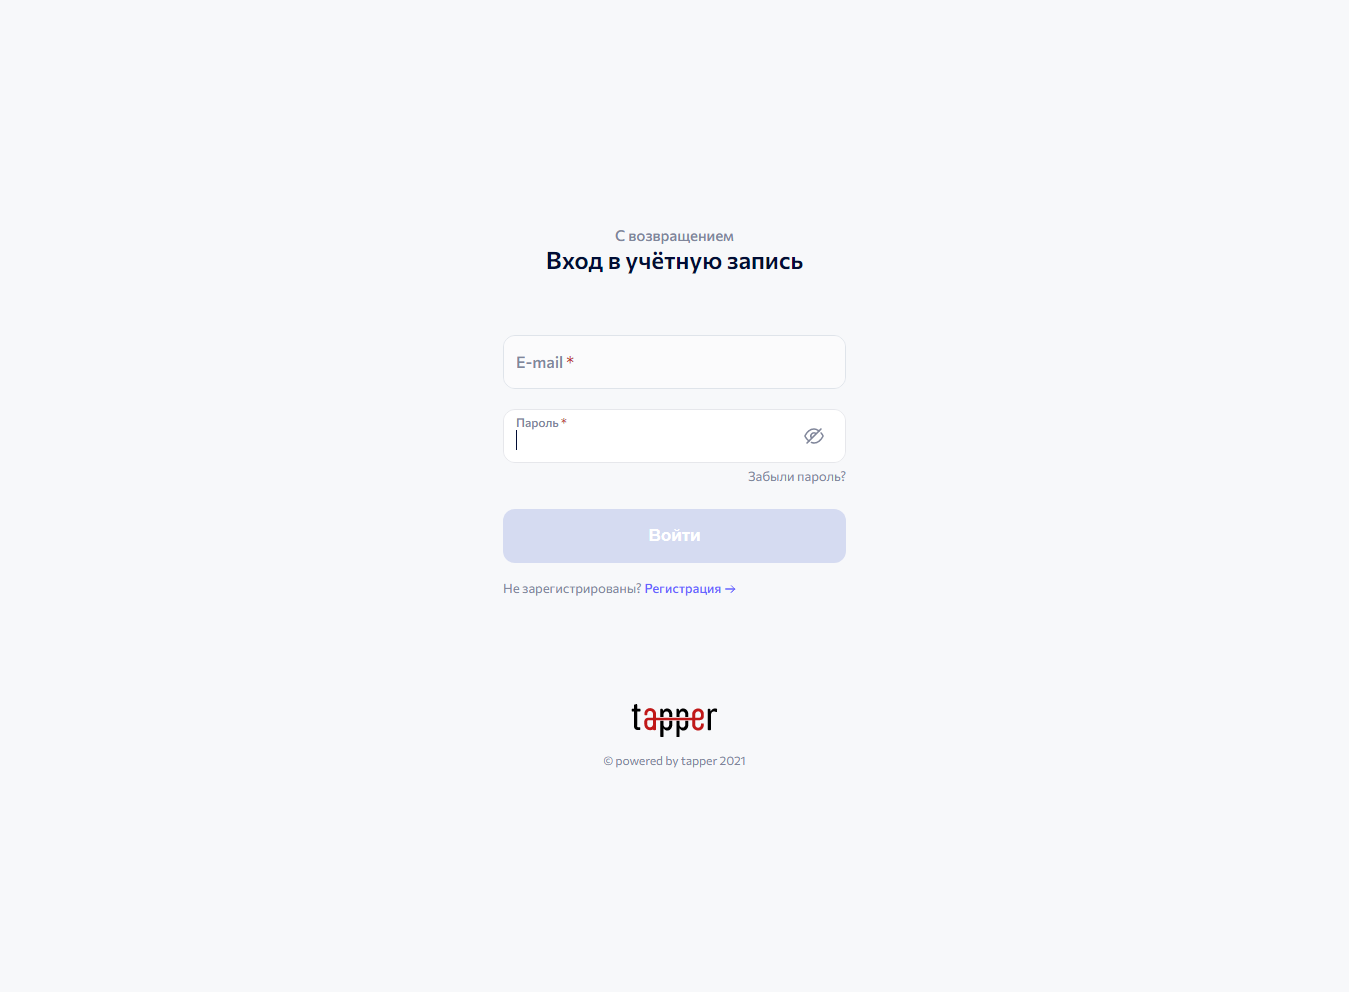 С возвращением
Вход в учётную запись
E-mail *
Пароль *
Забыли пароль?
Войти
Не зарегистрированы? Регистрация →
tapper
© powered by tapper 2021